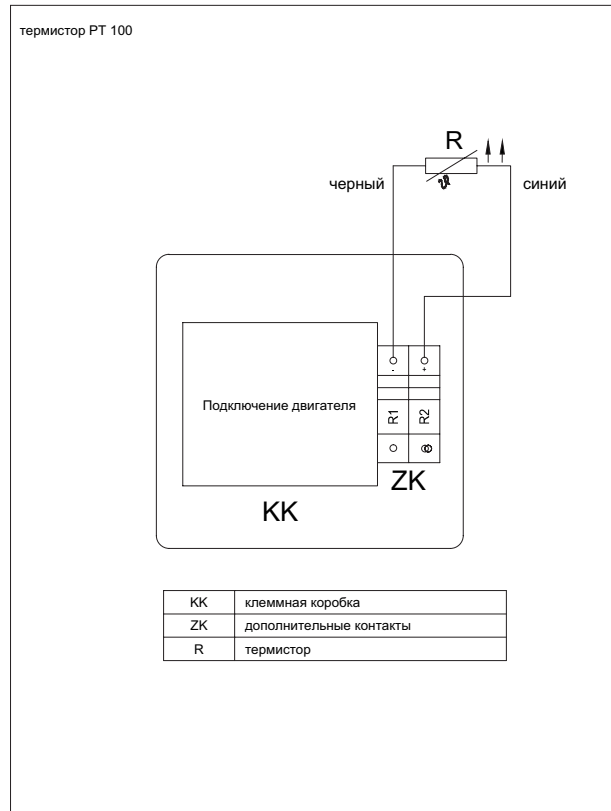 термистор PT 100
R
черный
синий
ϑ
- +
Подключение двигателя
R1 R2
ZK
KK
KK клеммная коробка
ZK дополнительные контакты
R термистор